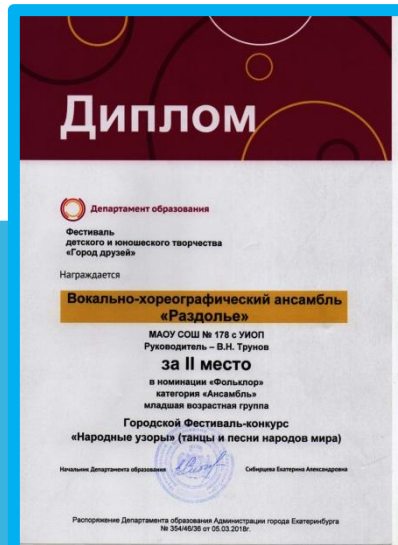 Диплом
Департамент образования
Фестиваль
детского и юношеского творчества
«Город друзей»
Награждается
Вокально-хореографический ансамбль
«Раздолье»
МАОУ СОШ № 178 с УИОП
Руководитель – В.Н. Трунов
за II место
в номинации «Фольклор»
категория «Ансамбль»
младшая возрастная группа
Городской Фестиваль-конкурс
«Народные узоры» (танцы и песни народов мира)
Начальник Департамента образования Сибирцева Екатерина Александровна
Распоряжение Департамента образования Администрации города Екатеринбурга
№ 354/46/36 от 05.03.2018г.